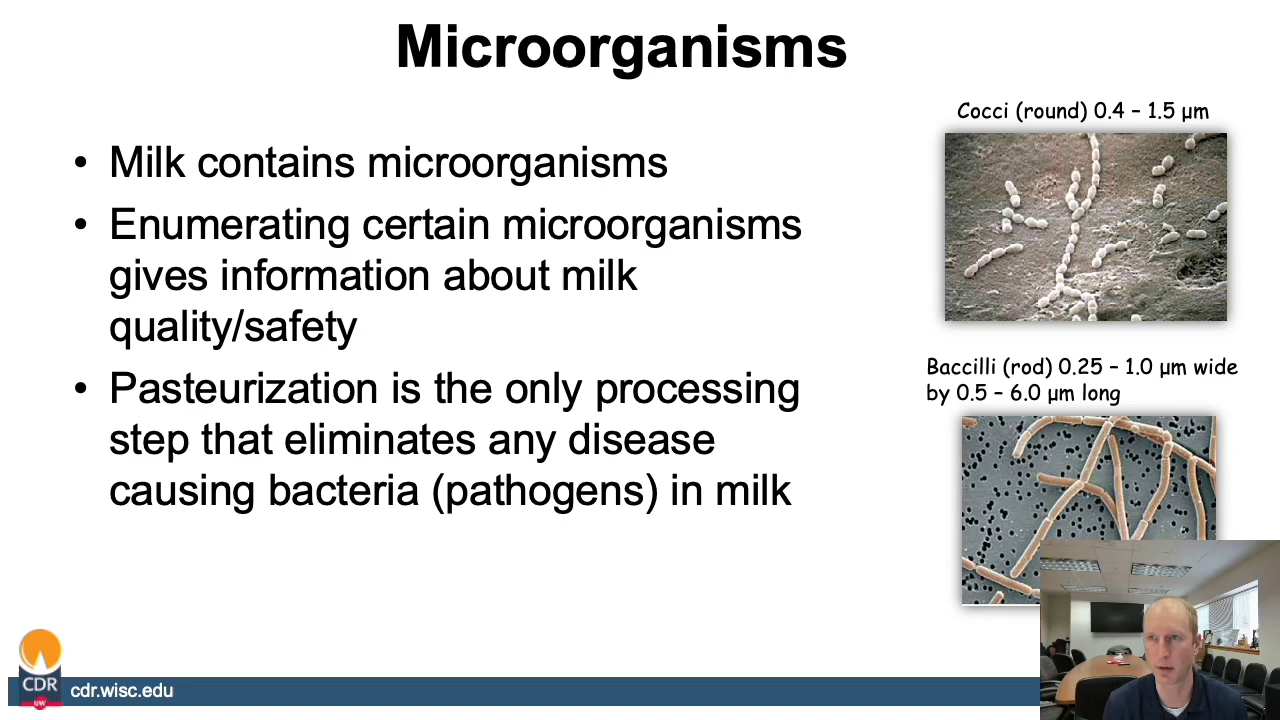 Microorganisms
• Milk contains microorganisms
• Enumerating certain microorganisms
gives information about milk
quality/safety
• Pasteurization is the only processing
step that eliminates any disease
causing bacteria (pathogens) in milk
Cocci (round) 0.4 – 1.5 µm
Baccilli (rod) 0.25 – 1.0 µm wide
by 0.5 – 6.0 µm long
CDR
UW
cdr.wisc.edu